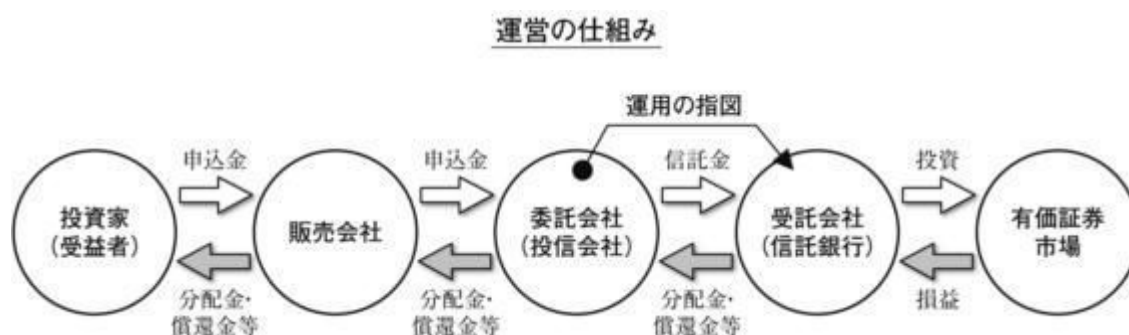 運営の仕組み
運用の指図
申込金
申込金
信託金
投資
投資家
(受益者)
販売会社
委託会社
(投信会社)
受託会社
(信託銀行)
有価証券
市場
分配金・
償還金等
分配金・
償還金等
分配金・
償還金等
損益